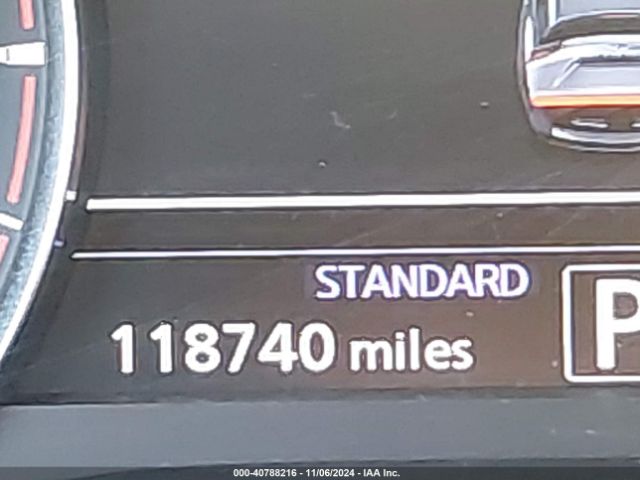 STANDARD
P
118740 miles
000-40788216 - 11/06/2024 - IAA Inc.